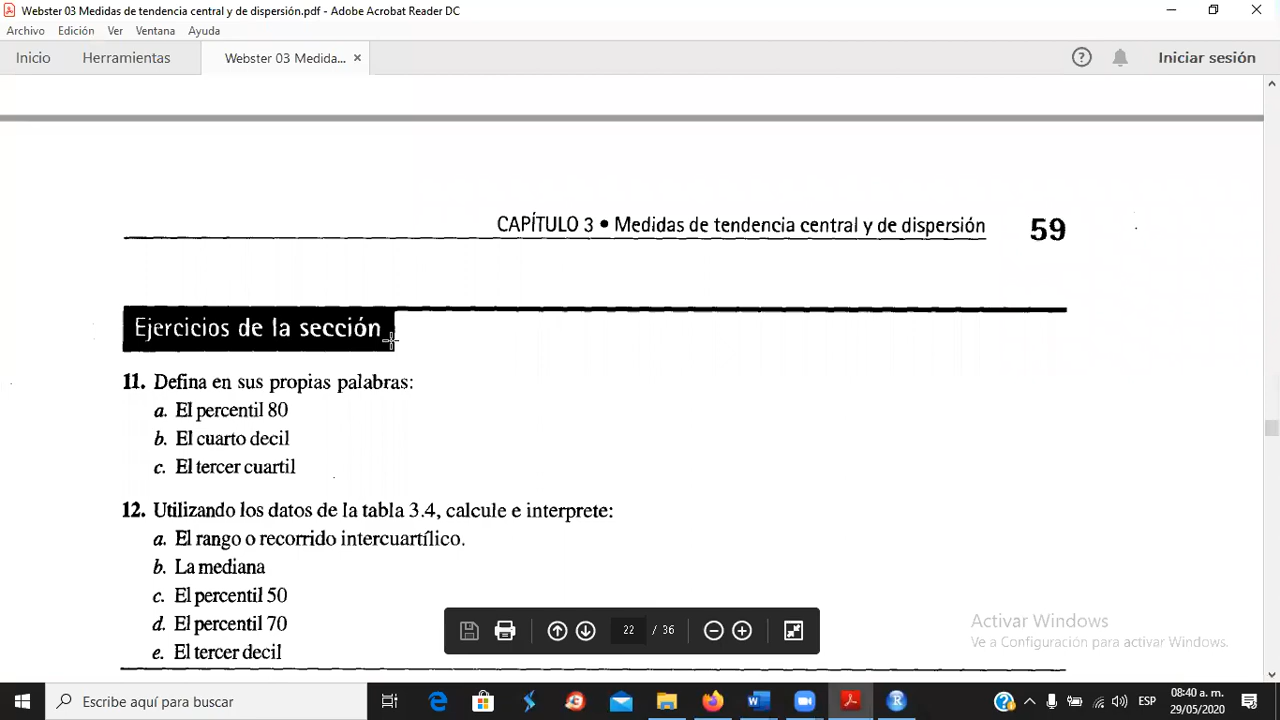 Webster 03 Medidas de tendencia central y de dispersión.pdf - Adobe Acrobat Reader DC
Archivo Edición Ver Ventana Ayuda
Inicio Herramientas Webster 03 Medida... × Iniciar sesión
CAPÍTULO 3 • Medidas de tendencia central y de dispersión 59
Ejercicios de la sección
11. Defina en sus propias palabras:
a. El percentil 80
b. El cuarto decil
c. El tercer cuartil
12. Utilizando los datos de la tabla 3.4, calcule e interprete:
a. El rango o recorrido intercuartílico.
b. La mediana
c. El percentil 50
d. El percentil 70
e. El tercer decil
22 / 36
Activar Windows
Ve a Configuración para activar Windows.
Escribe aquí para buscar
ESP
08:40 a. m.
29/05/2020